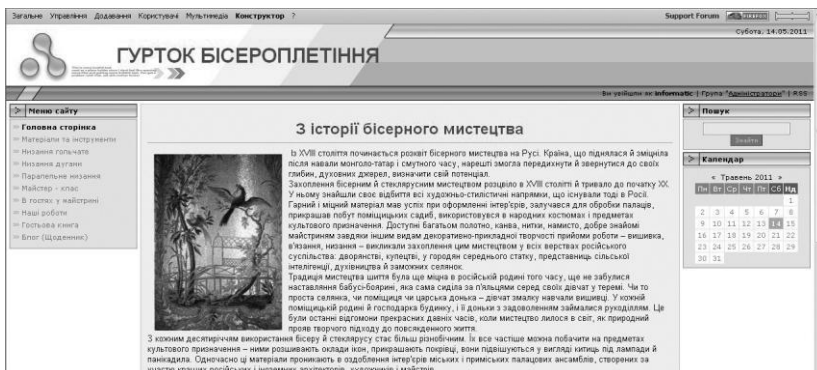 Загальне Управління Додавання Користувачі Мультимедіа Конструктор ?
Support Forum
Субота, 14.05.2011
ГУРТОК БІСЕРОПЛЕТІННЯ
Ви увійшли як informatic | Група "Адміністратори" | RSS
Меню сайту
Головна сторінка
Матеріали та інструменти
Низання голчате
Низання дугами
Паралельне низання
Майстер - клас
В гостях у майстрині
Наші роботи
Гостьова книга
Блог (Щоденник)
З історії бісерного мистецтва
Із XVIII століття починається розквіт бісерного мистецтва на Русі. Країна, що піднялася й зміцніла
після навали монголо-татар і смутного часу, нарешті змогла передихнути й звернутися до своїх
глибин, духовних джерел, визначити свій потенціал.
Захоплення бісерним й стеклярусним мистецтвом розцвіло в XVIII столітті й тривало до початку XX.
У ньому знайшли своє відбиття всі художньо-стилістичні напрямки, що існували тоді в Росії.
Гарний і міцний матеріал мав успіх при оформленні інтер'єрів, залучався для обробки палаців,
прикрашав побут поміщицьких садиб, використовувся в народних костюмах і предметах
культового призначення. Доступні багатьом полотно, канва, нитки, намисто, добре знайомі
майстриням завдяки іншим видам декоративно-прикладної творчості прийоми роботи – вишивка,
в'язання, низання – викликали захоплення цим мистецтвом у всіх верствах російського
суспільства: дворянстві, купецтві, у городян середнього статку, представниць сільської
інтелігенції, духівництва й заможних селянок.
Традиція мистецтва шиття була ще міцна в російській родині того часу, ще не забулися
наставляння бабусі-боярині, яка сама сиділа за п'яльцями серед своїх дівчат у теремі. Чи то
проста селянка, чи поміщиця чи царська донька – дівчат змалку навчали вишивці. У кожній
поміщицькій родині й господарка будинку, і її доньки з задоволенням займалися рукоділлям. Це
були останні відгомони прекрасних давніх часів, коли мистецтво лилося в світ, як природний
прояв творчого підходу до повсякденного життя.
З кожним десятиріччям використання бісеру й стеклярусу стає більш різнобічним. Їх все частіше можна побачити на предметах
культового призначення – ними розшивають оклади ікон, прикрашають покрівці, вони підвішуються у вигляді китиць під лампади й
панікадила. Одночасно ці матеріали проникають в оздоблення інтер'єрів міських і приміських палацових ансамблів, створених за
участю кращих російських і іноземних архітекторів, художників і майстрів.
Пошук
Знайти
Календар
« Травень 2011 »
Пн Вт Ср Чт Пт Сб Нд
1
2 3 4 5 6 7 8
9 10 11 12 13 14 15
16 17 18 19 20 21 22
23 24 25 26 27 28 29
30 31